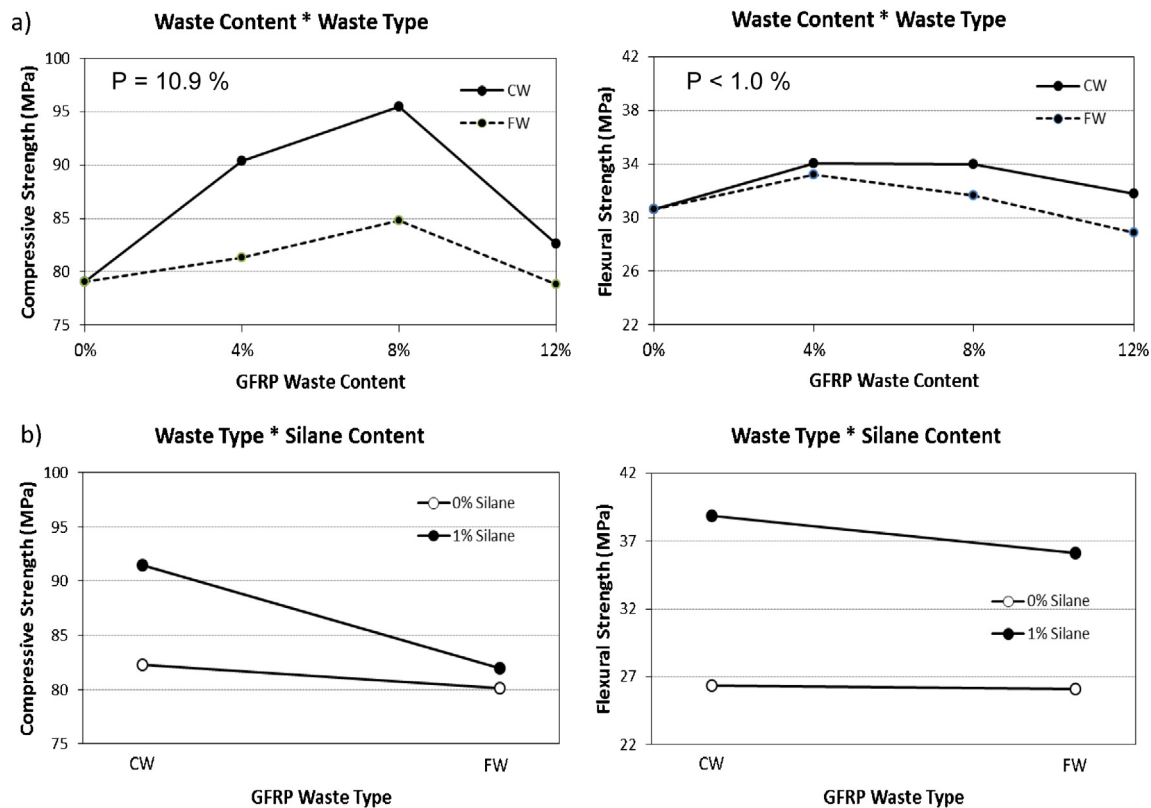 a)
Waste Content * Waste Type
100
95
90
85
80
75
Compressive Strength (MPa)
P = 10.9 %
CW
FW
0%
4%
8%
12%
GFRP Waste Content
Waste Content * Waste Type
42
38
34
30
26
22
Flexural Strength (MPa)
P < 1.0 %
CW
FW
0%
4%
8%
12%
GFRP Waste Content
b)
Waste Type * Silane Content
100
95
90
85
80
75
Compressive Strength (MPa)
0% Silane
1% Silane
CW
FW
GFRP Waste Type
Waste Type * Silane Content
42
37
32
27
22
Flexural Strength (MPa)
0% Silane
1% Silane
CW
FW
GFRP Waste Type